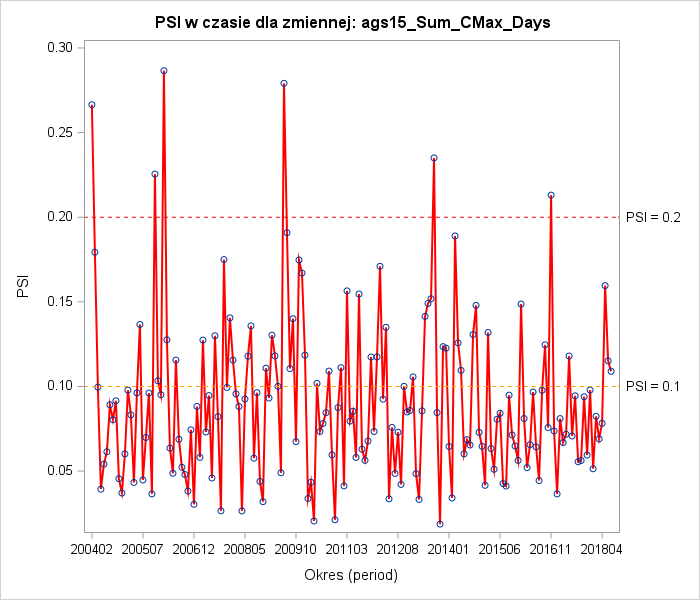 PSI w czasie dla zmiennej: ags15_Sum_CMax_Days
0.30
0.25
0.20
0.15
0.10
0.05
PSI
PSI = 0.2
PSI = 0.1
200402 200507 200612 200805 200910 201103 201208 201401 201506 201611 201804
Okres (period)